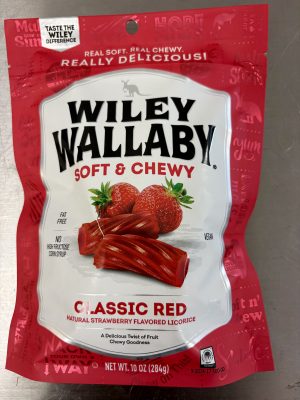 TASTE THE
WILEY
DIFFERENCE
REAL SOFT. REAL CHEWY.
REALLY DELICIOUS!
WILEY
WALLABY®
SOFT & CHEWY
FAT
FREE
NO
HIGH FRUCTOSE
CORN SYRUP
VEGAN
CLASSIC RED
NATURAL STRAWBERRY FLAVORED LICORICE
A Delicious Twist of Fruit
Chewy Goodness
NET WT. 10 OZ (284g)